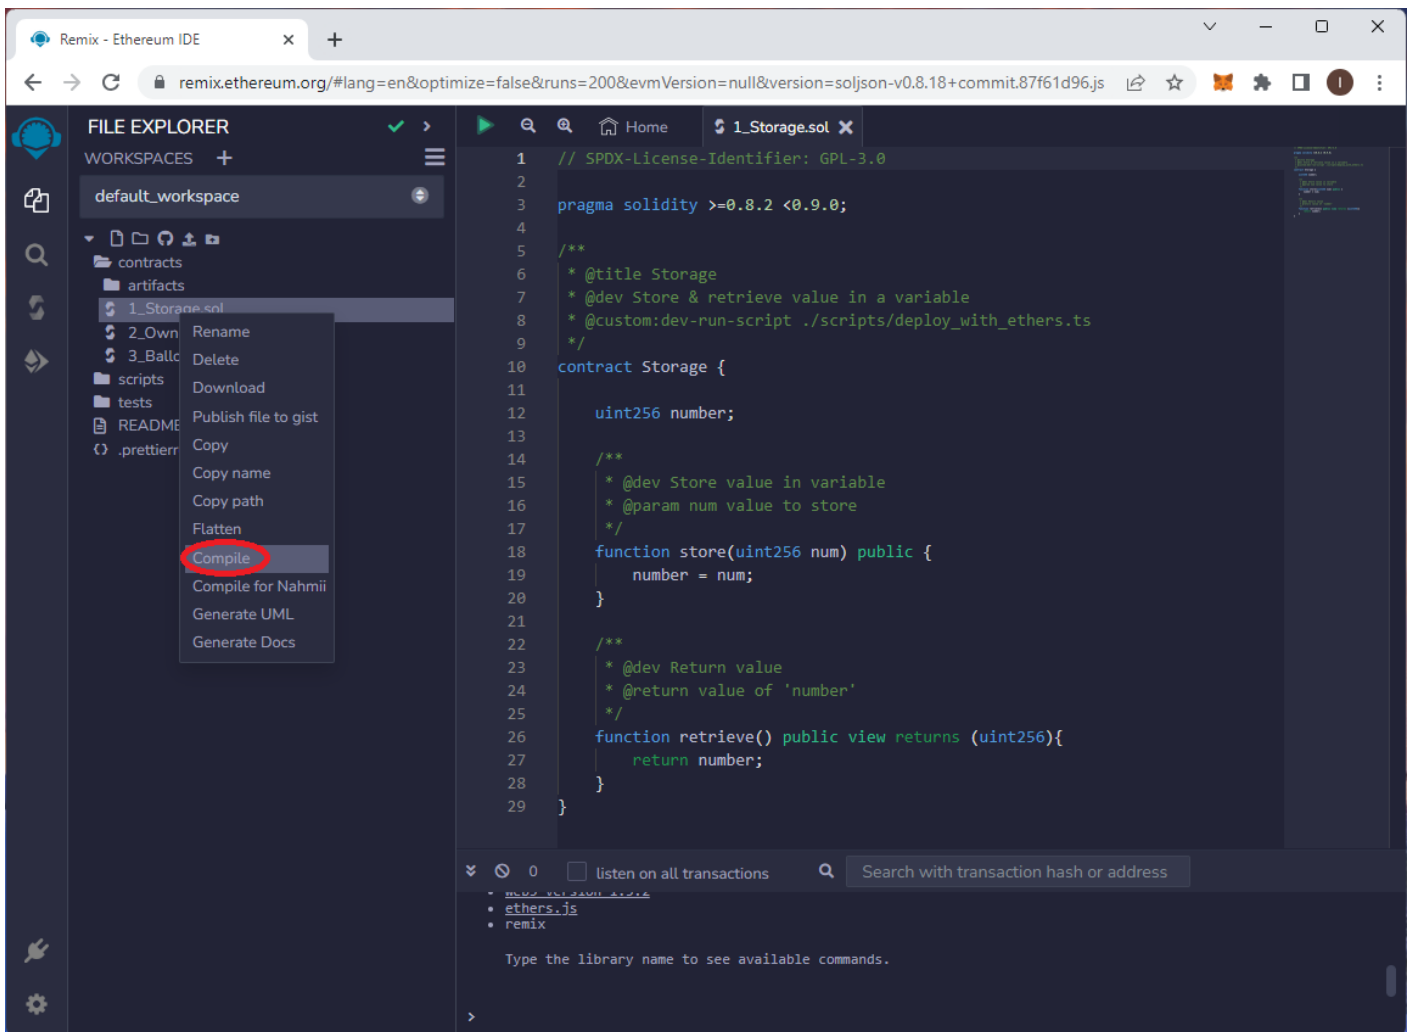 Remix - Ethereum IDE
remix.ethereum.org/#lang=en&optimize=false&runs=200&evmVersion=null&version=soljson-v0.8.18+commit.87f61d96.js
I
FILE EXPLORER
WORKSPACES
default_workspace
contracts
artifacts
1_Storage.sol
2_Own
3_Ballo
scripts
tests
README
.prettierr
Rename
Delete
Download
Publish file to gist
Copy
Copy name
Copy path
Flatten
Compile
Compile for Nahmii
Generate UML
Generate Docs
Home
1_Storage.sol
1 // SPDX-License-Identifier: GPL-3.0
2
3 pragma solidity >=0.8.2 <0.9.0;
4
5 /**
6 * @title Storage
7 * @dev Store & retrieve value in a variable
8 * @custom:dev-run-script ./scripts/deploy_with_ethers.ts
9 */
10 contract Storage {
11
12 uint256 number;
13
14 /**
15 * @dev Store value in variable
16 * @param num value to store
17 */
18 function store(uint256 num) public {
19 number = num;
20 }
21
22 /**
23 * @dev Return value
24 * @return value of 'number'
25 */
26 function retrieve() public view returns (uint256){
27 return number;
28 }
29 }
0 listen on all transactions Search with transaction hash or address
web3 version 1.5.2
ethers.js
remix
Type the library name to see available commands.
>